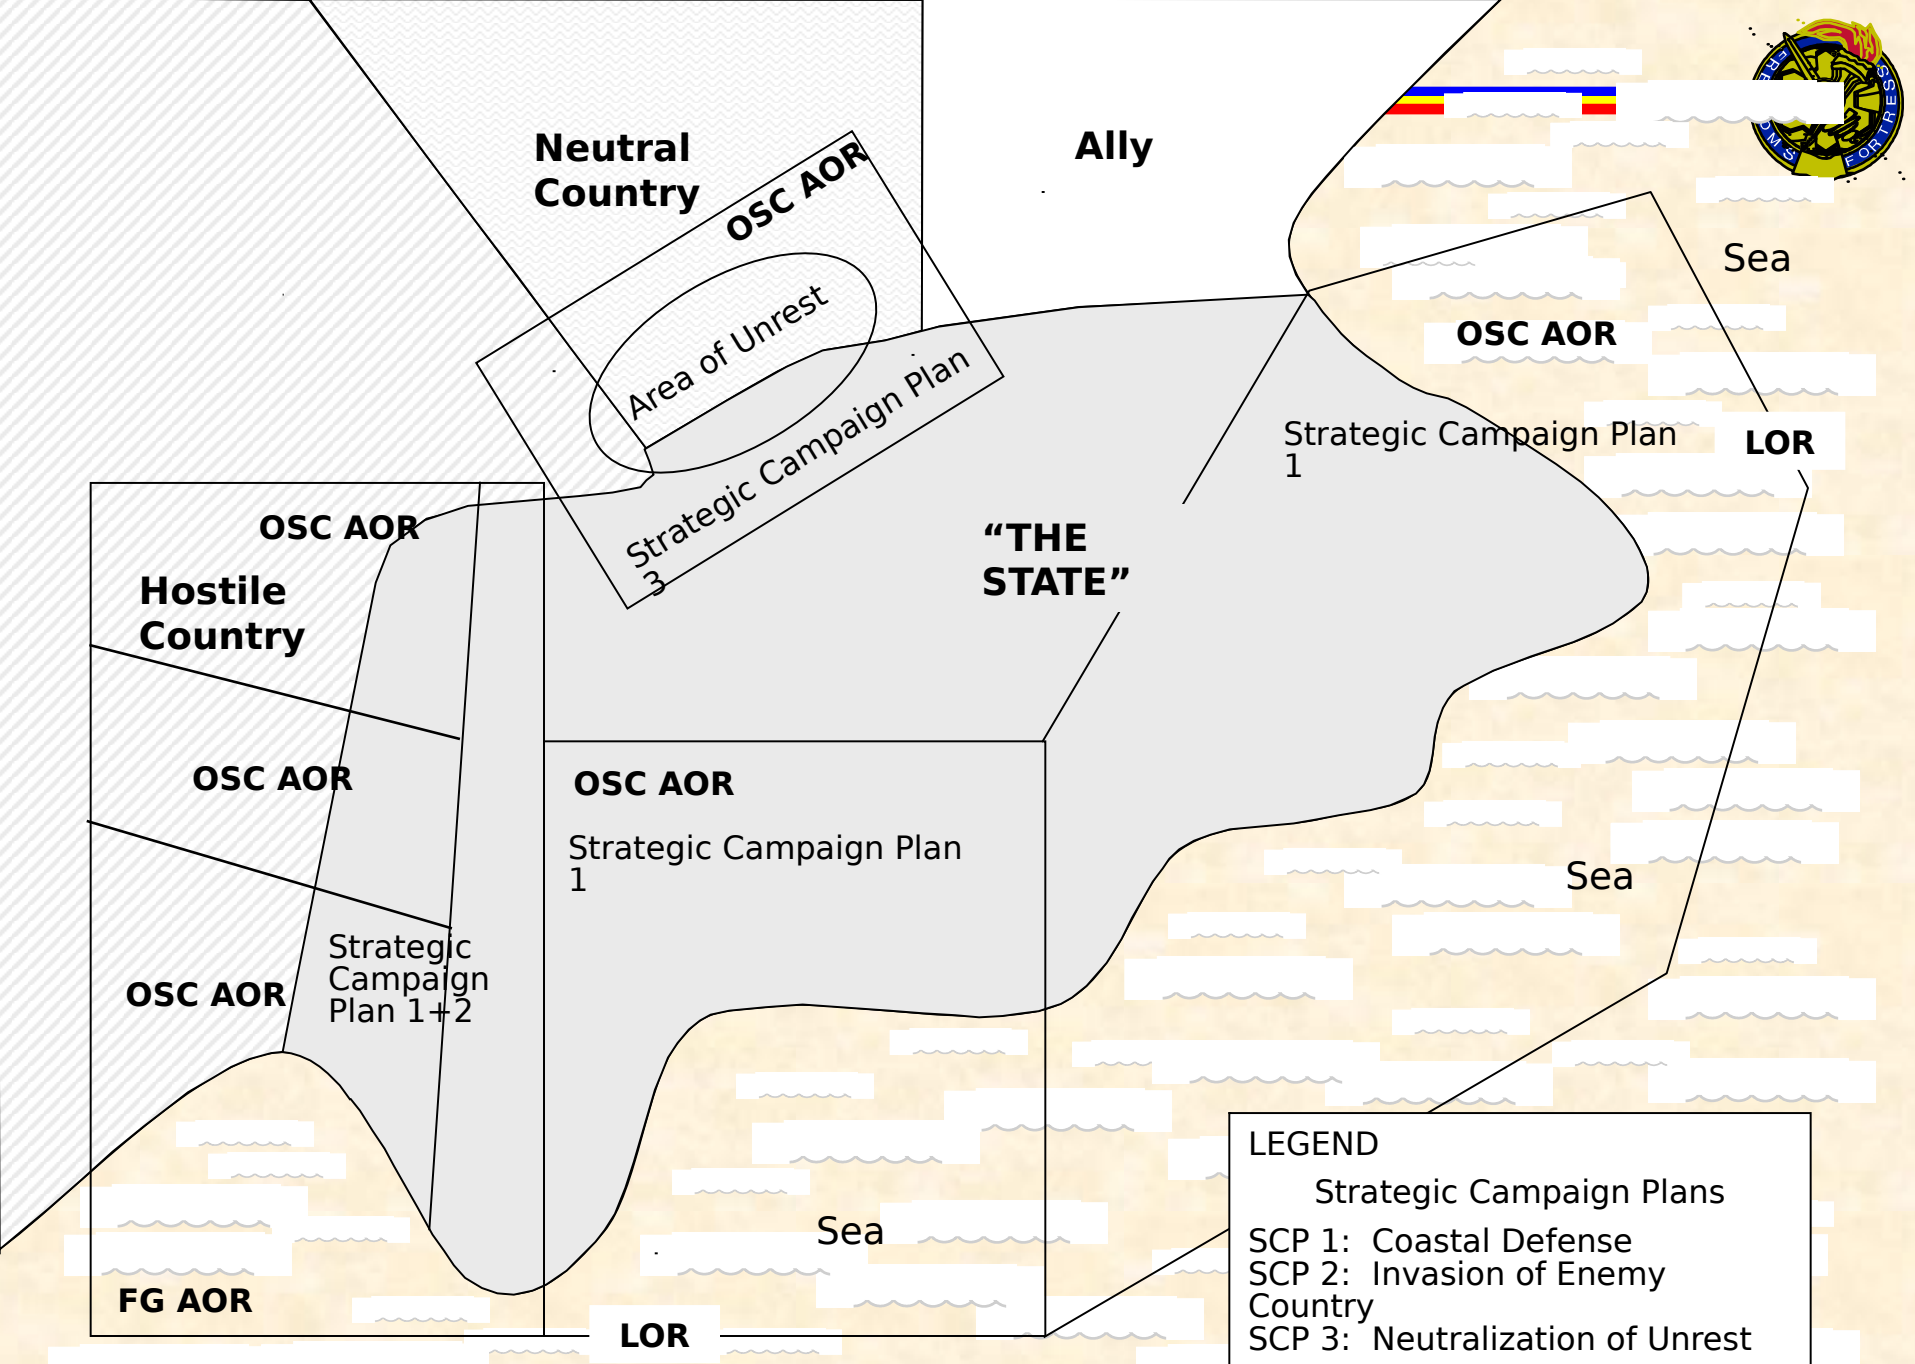 Neutral
Country
OSC AOR
Ally
Sea
Area of Unrest
Strategic Campaign Plan
3
OSC AOR
Strategic Campaign Plan
1
LOR
OSC AOR
Hostile
Country
“THE
STATE”
OSC AOR
OSC AOR
Strategic Campaign Plan
1
Sea
Strategic
Campaign
Plan 1+2
OSC AOR
Sea
FG AOR
LOR
LEGEND
Strategic Campaign Plans
SCP 1: Coastal Defense
SCP 2: Invasion of Enemy
Country
SCP 3: Neutralization of Unrest
FORTRESS